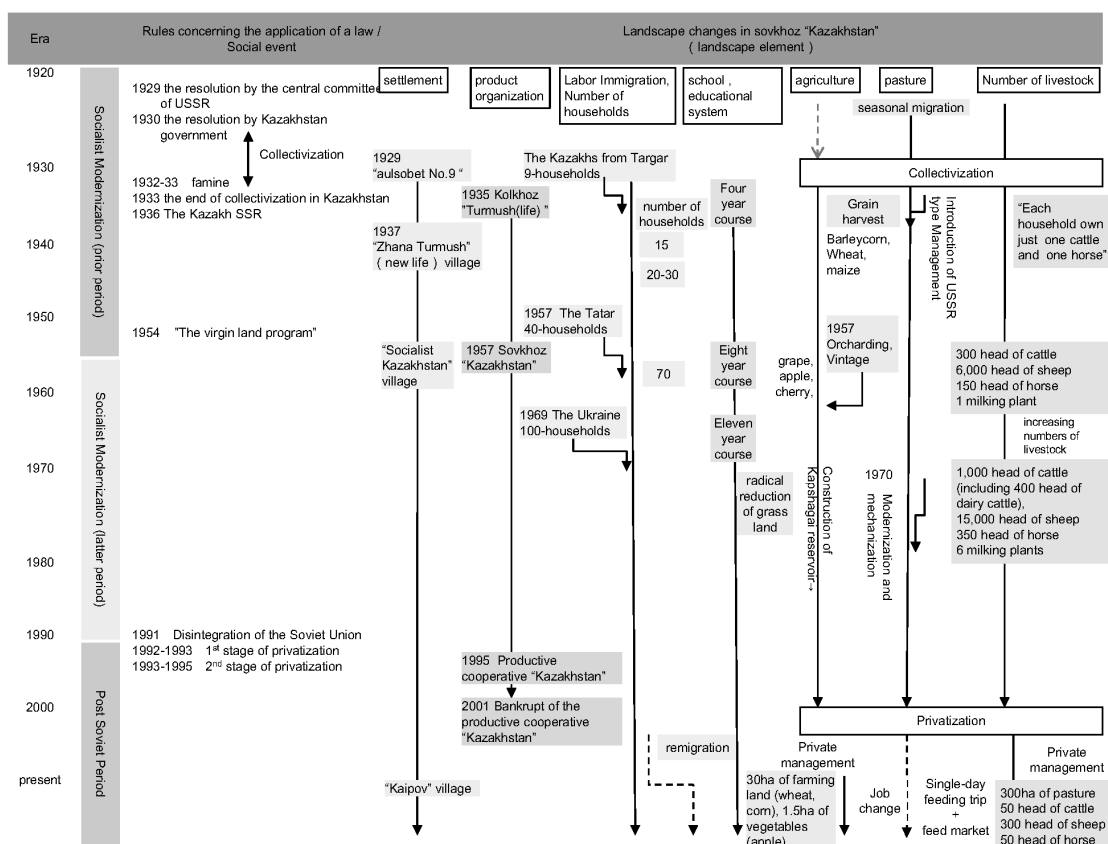 Era
Rules concerning the application of a law /
Social event
Landscape changes in sovkhoz “Kazakhstan”
( landscape element )
1920
1930
1940
1950
1960
1970
1980
1990
2000
present
Socialist Modernization (prior period)
Socialist Modernization (latter period)
Post Soviet Period
1929 the resolution by the central committee
of USSR
1930 the resolution by Kazakhstan
government
Collectivization
1932-33 famine
1933 the end of collectivization in Kazakhstan
1936 The Kazakh SSR
1954 "The virgin land program"
1991 Disintegration of the Soviet Union
1992-1993 1st stage of privatization
1993-1995 2nd stage of privatization
settlement
1929
“aulsobet No.9 “
1937
“Zhana Turmush”
( new life ) village
“Socialist
Kazakhstan”
village
“Kaipov” village
product
organization
1935 Kolkhoz
"Turmush(life) ”
1957 Sovkhoz
“Kazakhstan”
1995 Productive
cooperative “Kazakhstan”
2001 Bankrupt of the
productive cooperative
“Kazakhstan”
Labor Immigration,
Number of
households
The Kazakhs from Targar
9-households
number of
households
15
20-30
1957 The Tatar
40-households
70
1969 The Ukraine
100-households
remigration
school ,
educational
system
Four
year
course
Eight
year
course
Eleven
year
course
radical
reduction
of grass
land
agriculture
pasture
Number of livestock
seasonal migration
Collectivization
Grain
harvest
Barleycorn,
Wheat,
maize
Introduction of USSR
type Management
“Each
household own
just one cattle
and one horse”
1957
Orcharding,
Vintage
grape,
apple,
cherry,
300 head of cattle
6,000 head of sheep
150 head of horse
1 milking plant
increasing
numbers of
livestock
Construction of
Kapshagai reservoir→
1970
Modernization and
mechanization
1,000 head of cattle
(including 400 head of
dairy cattle),
15,000 head of sheep
350 head of horse
6 milking plants
Privatization
Private
management
30ha of farming
land (wheat,
corn), 1.5ha of
vegetables
(apple)
Job
change
Single-day
feeding trip
+
feed market
Private
management
300ha of pasture
50 head of cattle
300 head of sheep
50 head of horse